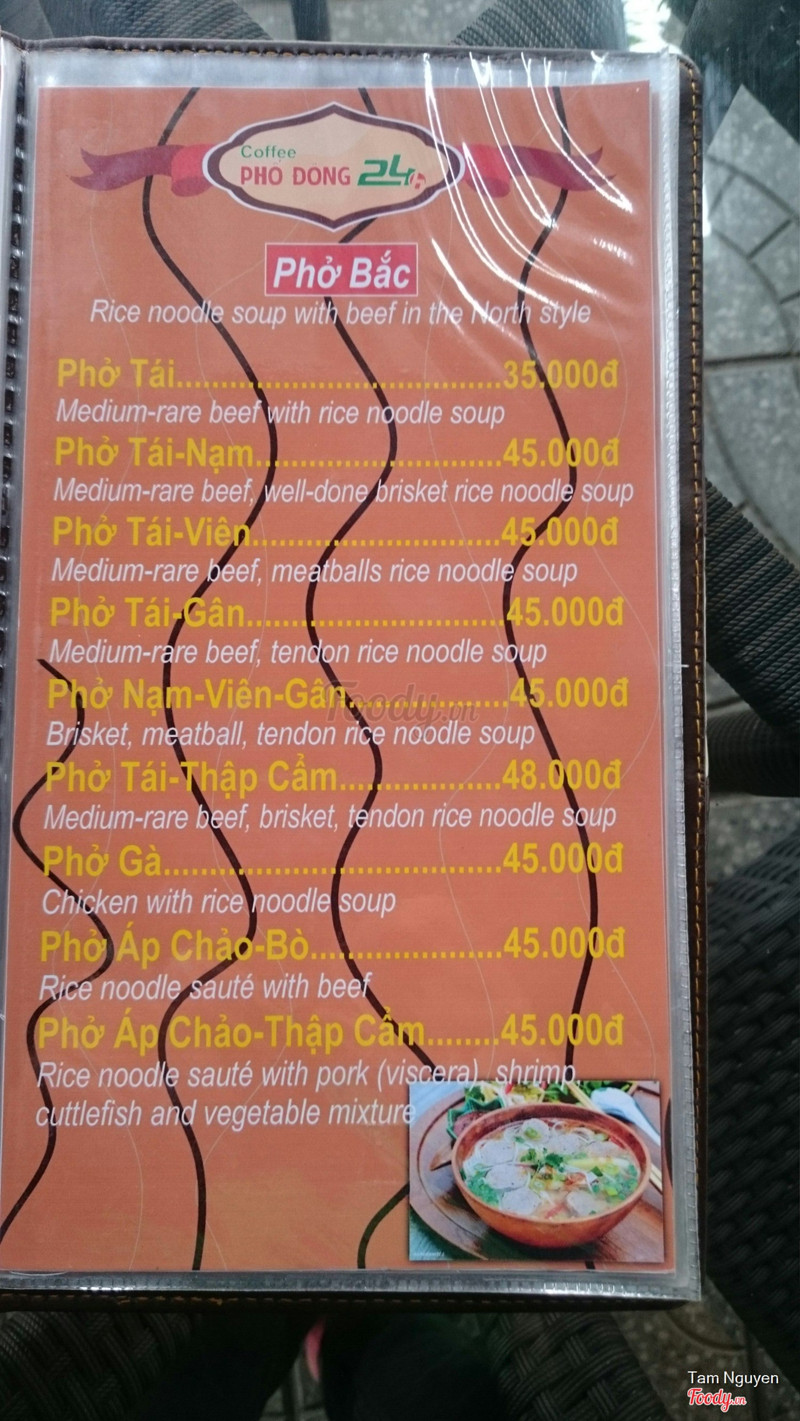 Coffee
PHỐ ĐÔNG 24h
Phở Bắc
Rice noodle soup with beef in the North style
Phở Tái.....................................35.000đ
Medium-rare beef with rice noodle soup
Phở Tái-Nạm............................45.000đ
Medium-rare beef, well-done brisket rice noodle soup
Phở Tái-Viên............................45.000đ
Medium-rare beef, meatballs rice noodle soup
Phở Tái-Gân.............................45.000đ
Medium-rare beef, tendon rice noodle soup
Phở Nạm-Viên-Gân..................45.000đ
Brisket, meatball, tendon rice noodle soup
Phở Tái-Thập Cẩm..................48.000đ
Medium-rare beef, brisket, tendon rice noodle soup
Phở Gà......................................45.000đ
Chicken with rice noodle soup
Phở Áp Chảo-Bò......................45.000đ
Rice noodle sauté with beef
Phở Áp Chảo-Thập Cẩm........45.000đ
Rice noodle sauté with pork (viscera), shrimp,
cuttlefish and vegetable mixture
Foody.vn
Tam Nguyen
Foody.vn